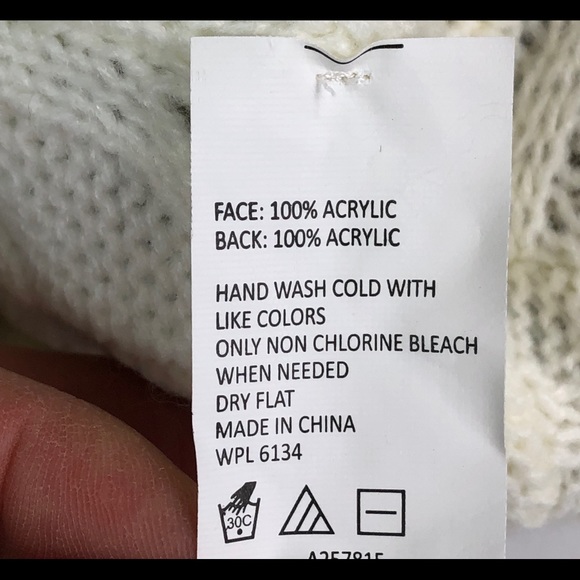 FACE: 100% ACRYLIC
BACK: 100% ACRYLIC
HAND WASH COLD WITH
LIKE COLORS
ONLY NON CHLORINE BLEACH
WHEN NEEDED
DRY FLAT
MADE IN CHINA
WPL 6134
30C